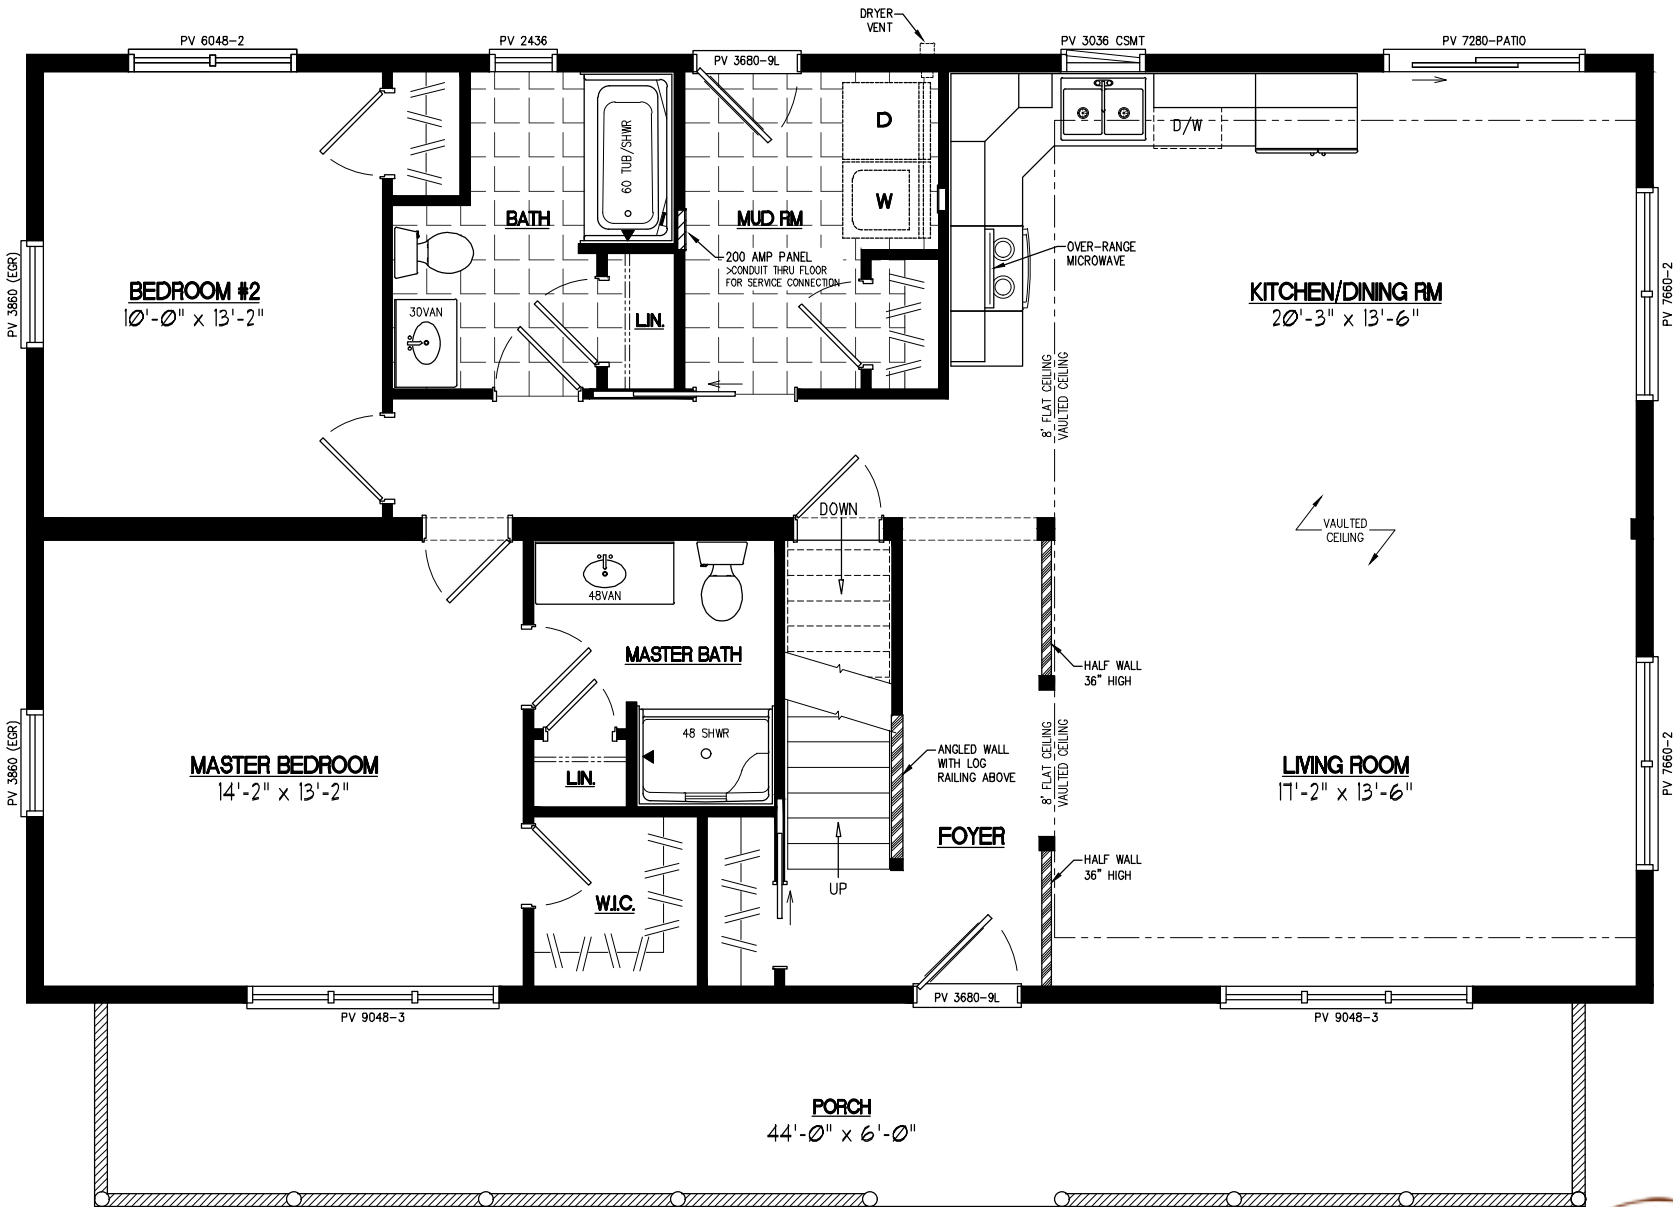 DRYER
VENT
PV 6048-2
PV 2436
PV 3680-9L
PV 3036 CSMT
PV 7280-PATIO
D
D/W
60 TUB/SHWR
W
BATH
MUD RM
200 AMP PANEL
>CONDUIT THRU FLOOR
FOR SERVICE CONNECTION
OVER-RANGE
MICROWAVE
PV 3860 (EGR)
BEDROOM #2
10'-0" x 13'-2"
30VAN
LIN.
KITCHEN/DINING RM
20'-3" x 13'-6"
PV 7660-2
8' FLAT CEILING
VAULTED CEILING
DOWN
VAULTED
CEILING
48VAN
MASTER BATH
HALF WALL
36" HIGH
48 SHWR
PV 3860 (EGR)
MASTER BEDROOM
14'-2" x 13'-2"
LIN.
ANGLED WALL
WITH LOG
RAILING ABOVE
8' FLAT CEILING
VAULTED CEILING
LIVING ROOM
17'-2" x 13'-6"
PV 7660-2
FOYER
HALF WALL
36" HIGH
UP
W.I.C.
PV 3680-9L
PV 9048-3
PV 9048-3
PORCH
44'-0" x 6'-0"